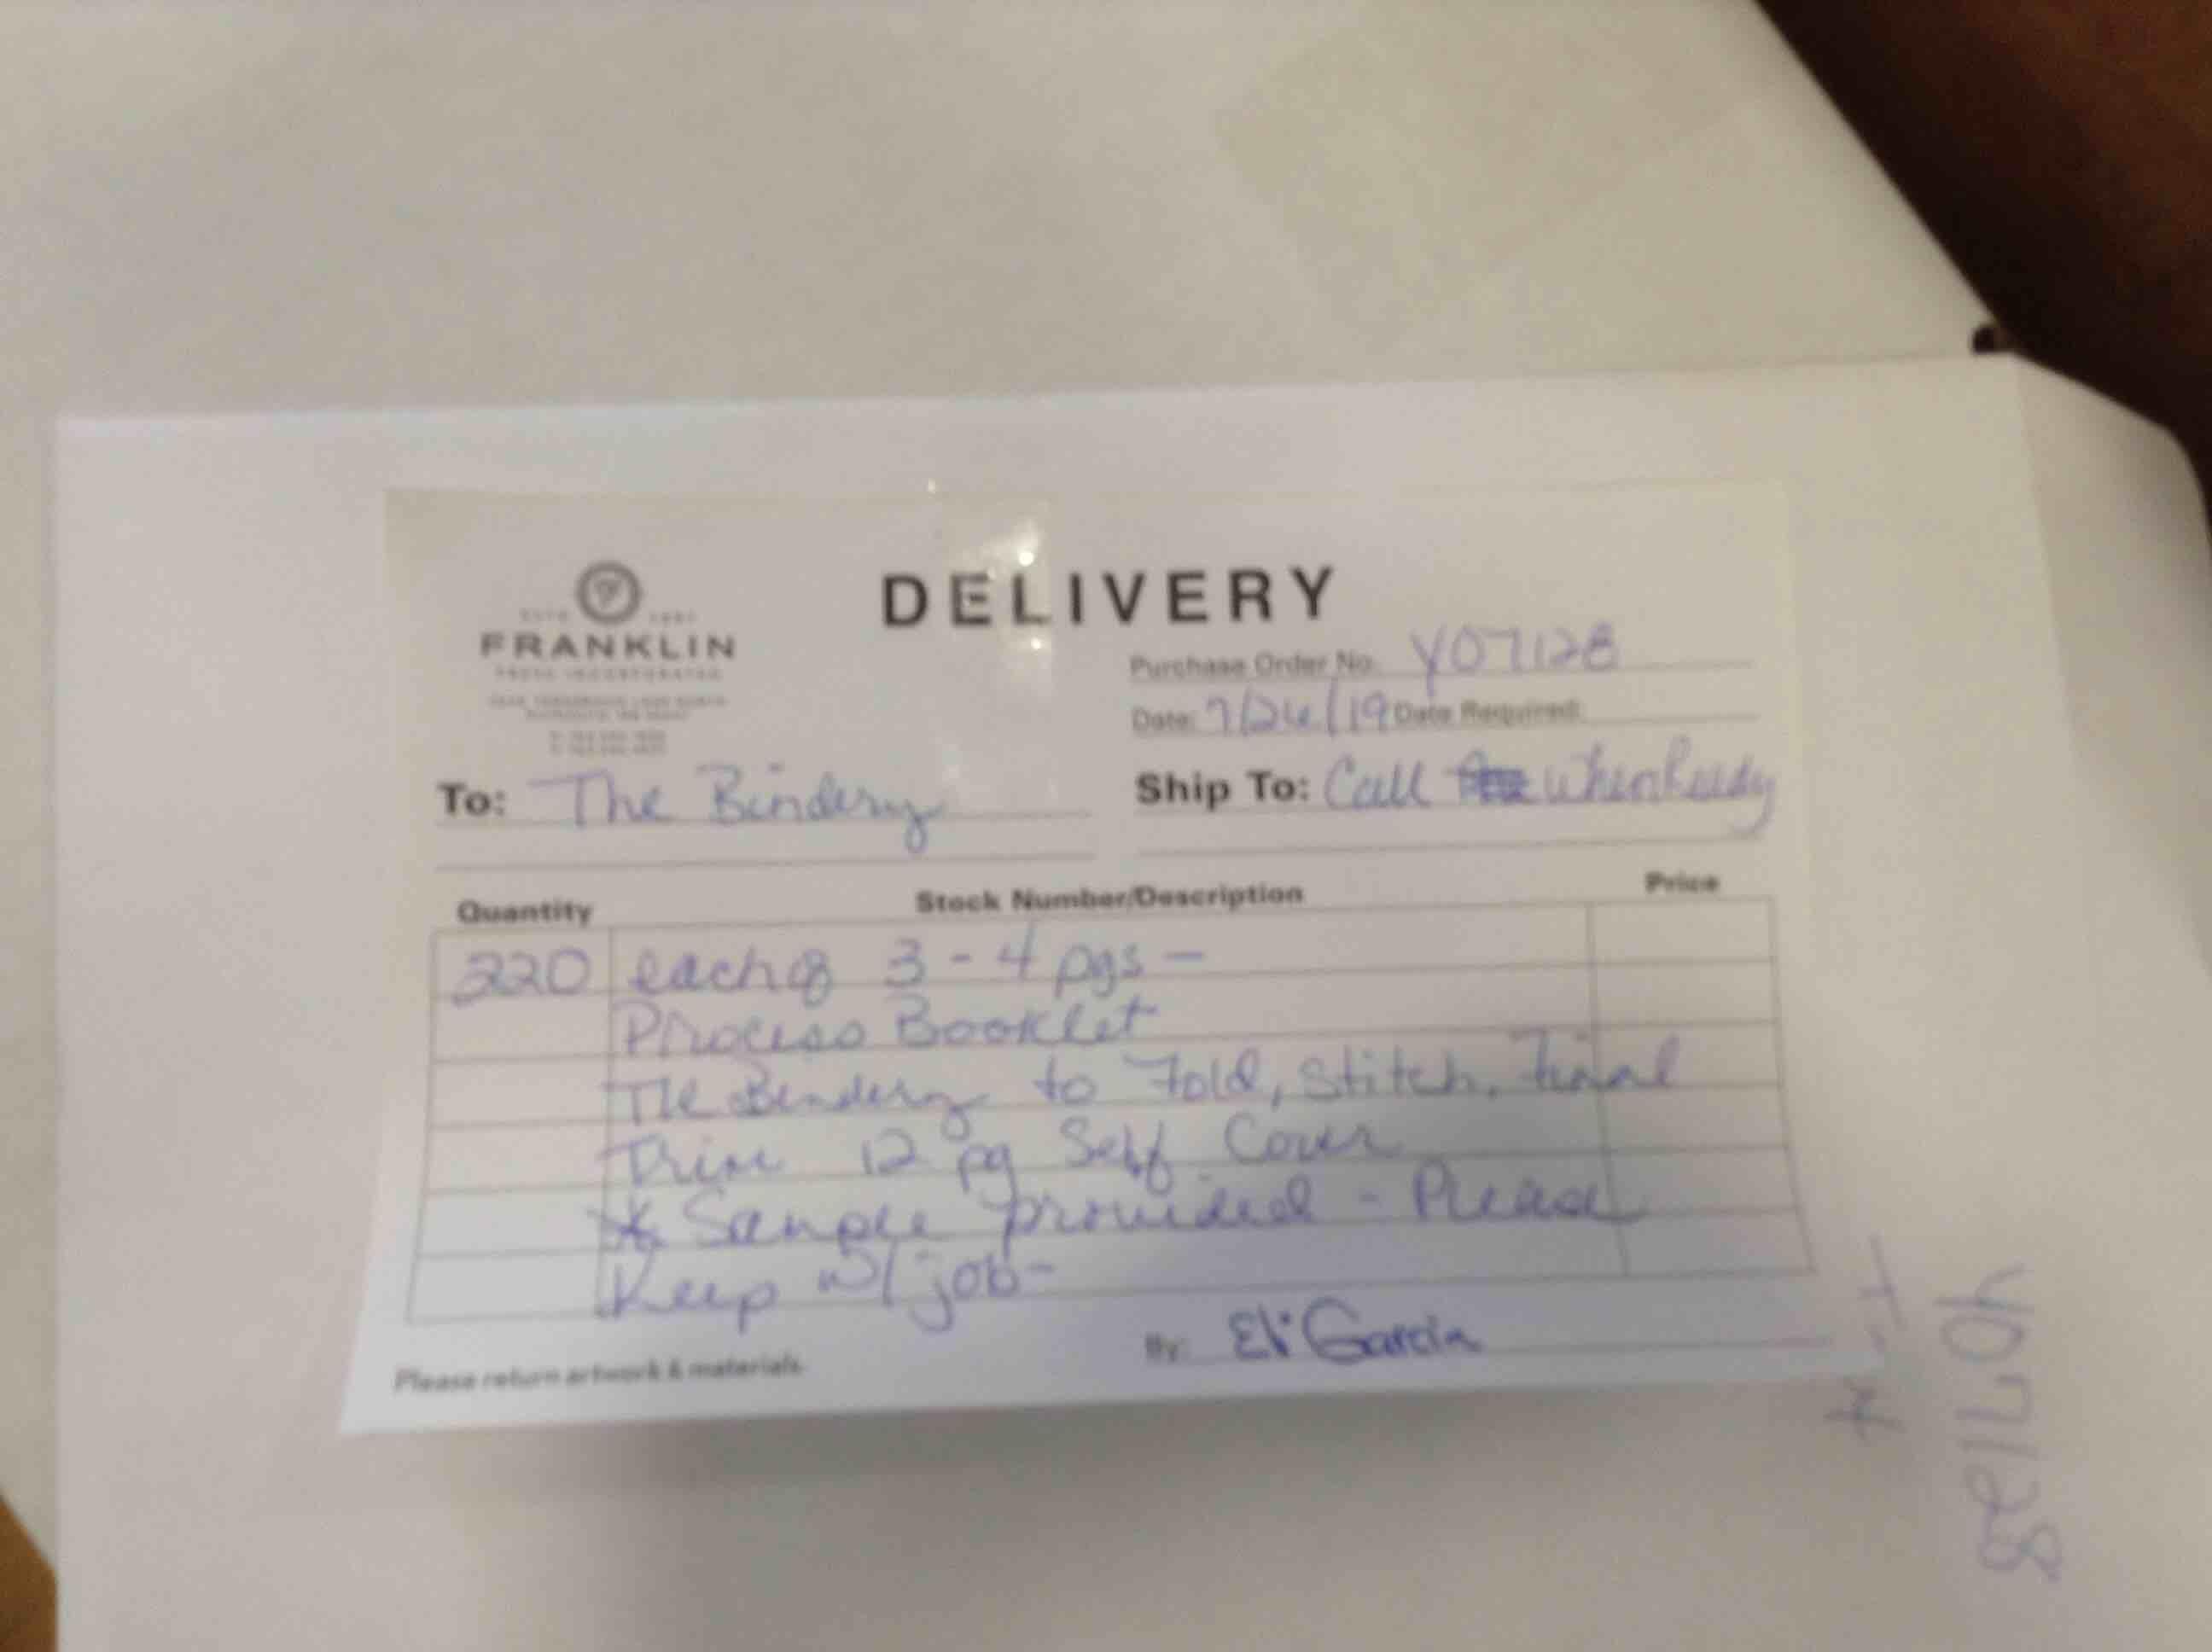 DELIVERY
FRANKLIN
Purchase Order No. Y07128
Date: 7/26/19 Date Required:
To: The Bindery
Ship To: Call When Ready
Quantity Stock Number/Description Price
220 each of 3 - 4 pgs -
Process Booklet
The Bindery to Fold, Stitch, Final
Trim 12 pg Self Cover
* Sample provided - Please
Keep w/ job -
Please return artwork & materials.
By: Eli Garcia
Y07128